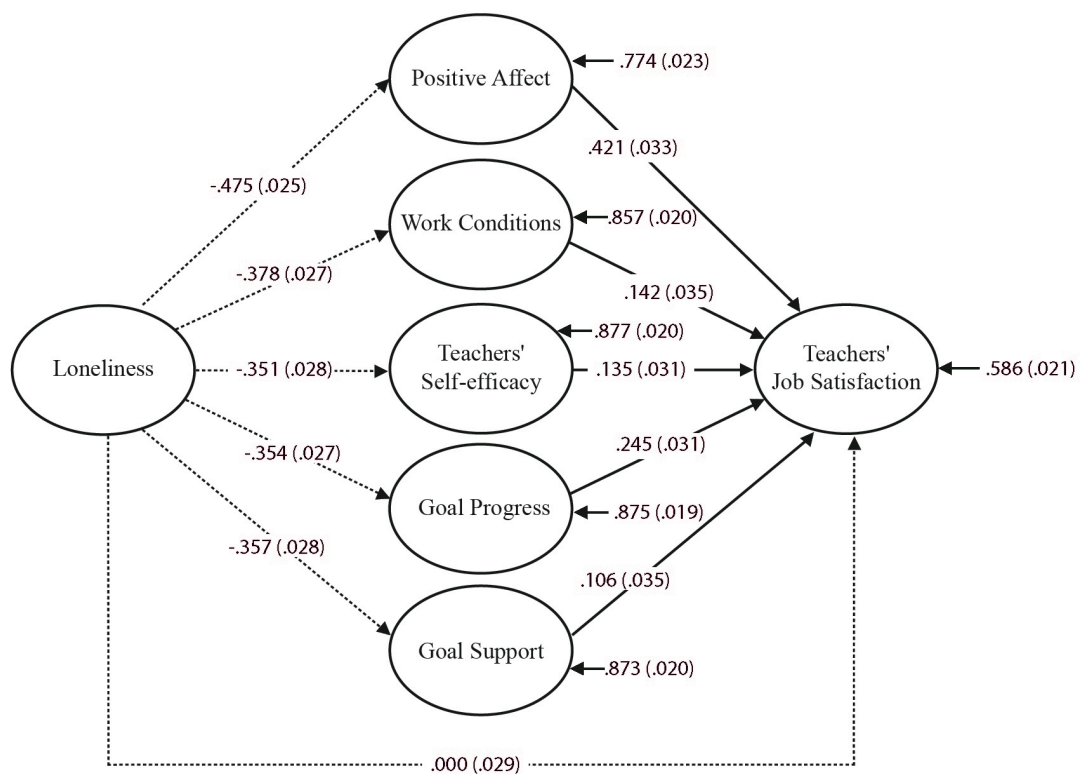 Positive Affect
.774 (.023)
.421 (.033)
-.475 (.025)
Work Conditions
.857 (.020)
-.378 (.027)
.142 (.035)
Loneliness
-.351 (.028)
Teachers'
Self-efficacy
.877 (.020)
.135 (.031)
Teachers'
Job Satisfaction
.586 (.021)
-.354 (.027)
.245 (.031)
Goal Progress
.875 (.019)
-.357 (.028)
.106 (.035)
Goal Support
.873 (.020)
.000 (.029)